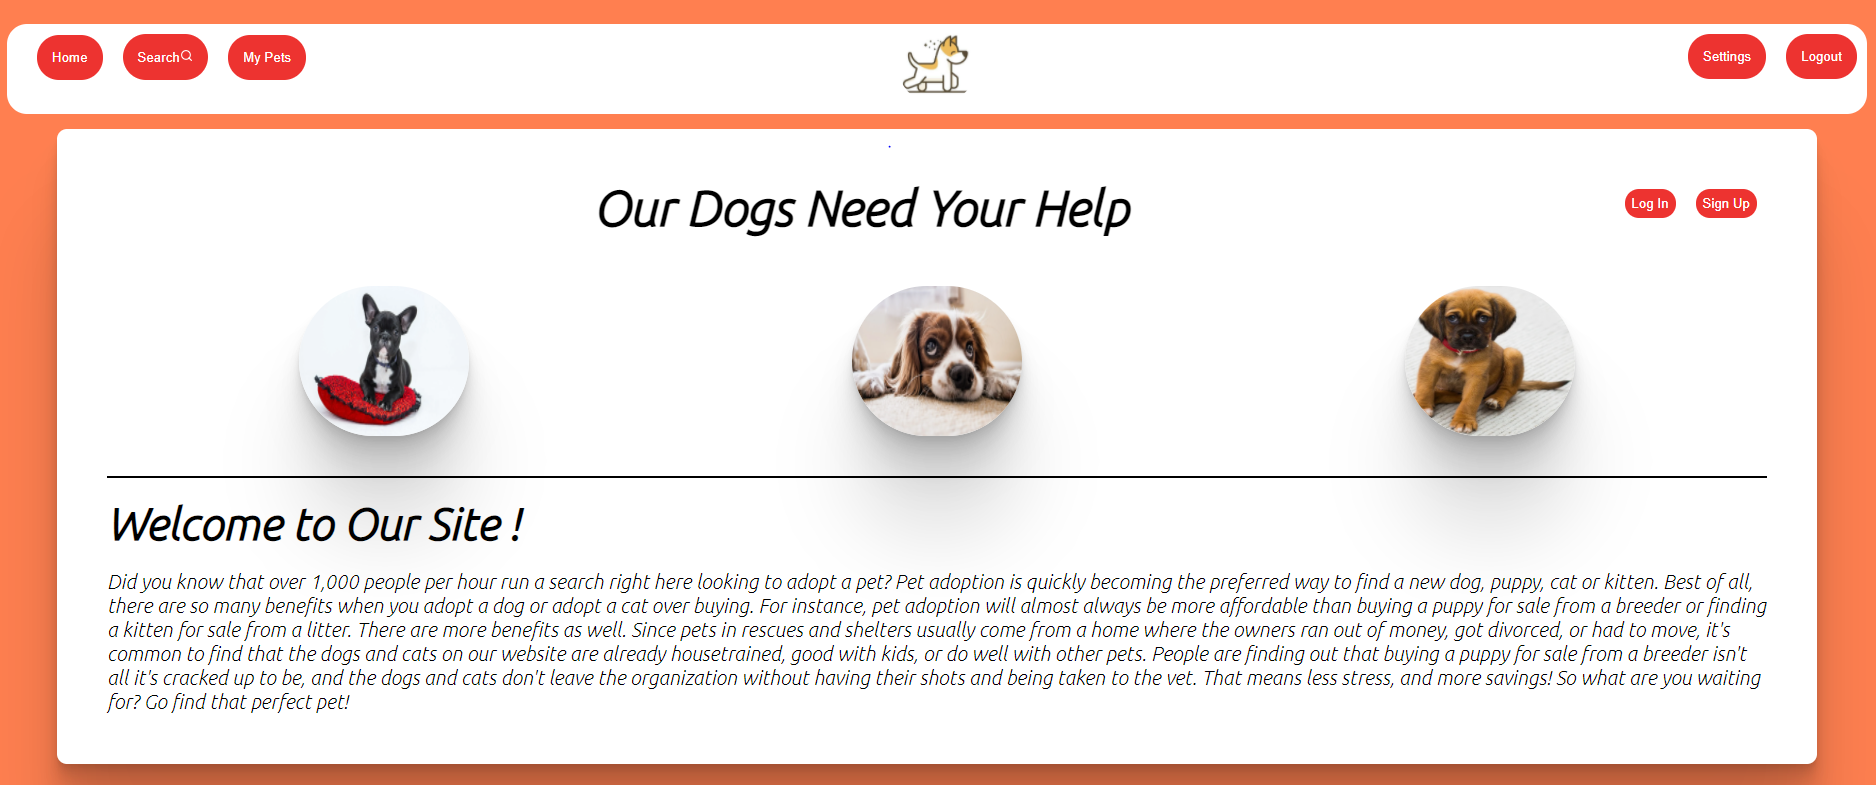 Home Search My Pets Settings Logout
Our Dogs Need Your Help
Log In Sign Up
Welcome to Our Site !
Did you know that over 1,000 people per hour run a search right here looking to adopt a pet? Pet adoption is quickly becoming the preferred way to find a new dog, puppy, cat or kitten. Best of all,
there are so many benefits when you adopt a dog or adopt a cat over buying. For instance, pet adoption will almost always be more affordable than buying a puppy for sale from a breeder or finding
a kitten for sale from a litter. There are more benefits as well. Since pets in rescues and shelters usually come from a home where the owners ran out of money, got divorced, or had to move, it's
common to find that the dogs and cats on our website are already housetrained, good with kids, or do well with other pets. People are finding out that buying a puppy for sale from a breeder isn't
all it's cracked up to be, and the dogs and cats don't leave the organization without having their shots and being taken to the vet. That means less stress, and more savings! So what are you waiting
for? Go find that perfect pet!